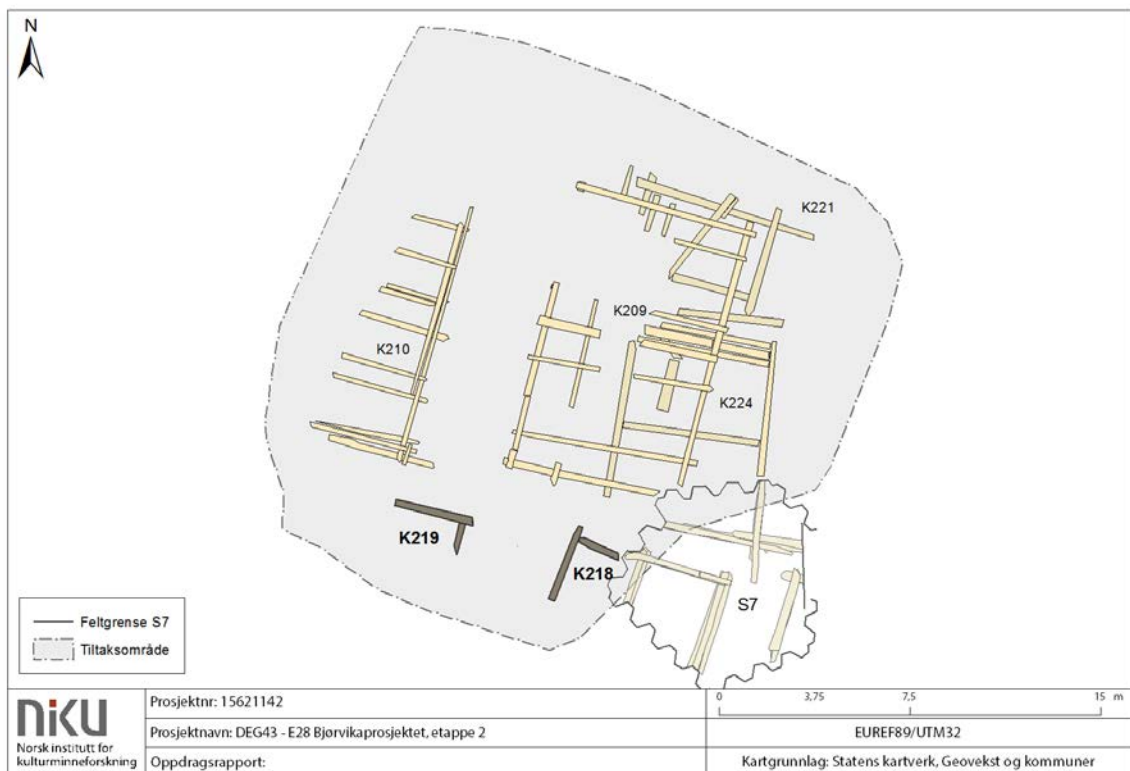 N
K221
K209
K210
K224
K219
K218
S7
Feltgrense S7
Tiltaksområde
niku
Norsk institutt for
kulturminneforskning
Prosjektnr: 15621142
Prosjektnavn: DEG43 - E28 Bjørvikaprosjektet, etappe 2
Oppdragsrapport:
0 3,75 7,5 15 m
EUREF89/UTM32
Kartgrunnlag: Statens kartverk, Geovekst og kommuner